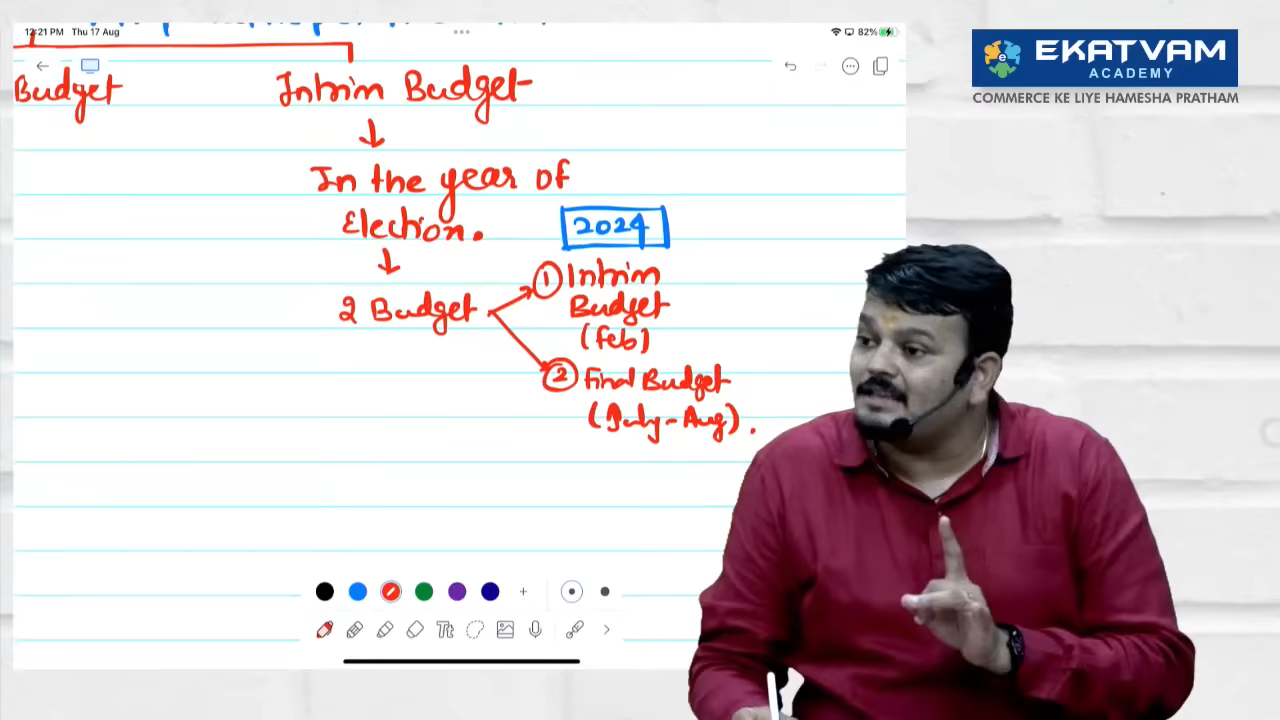 12:21 PM Thu 17 Aug
82%
EKATVAM
ACADEMY
COMMERCE KE LIYE HAMESHA PRATHAM
Budget
Intrim Budget
In the year of
Election.
2024
2 Budget
① Intrim
Budget
(Feb)
② Final Budget
(July-Aug).
Tt